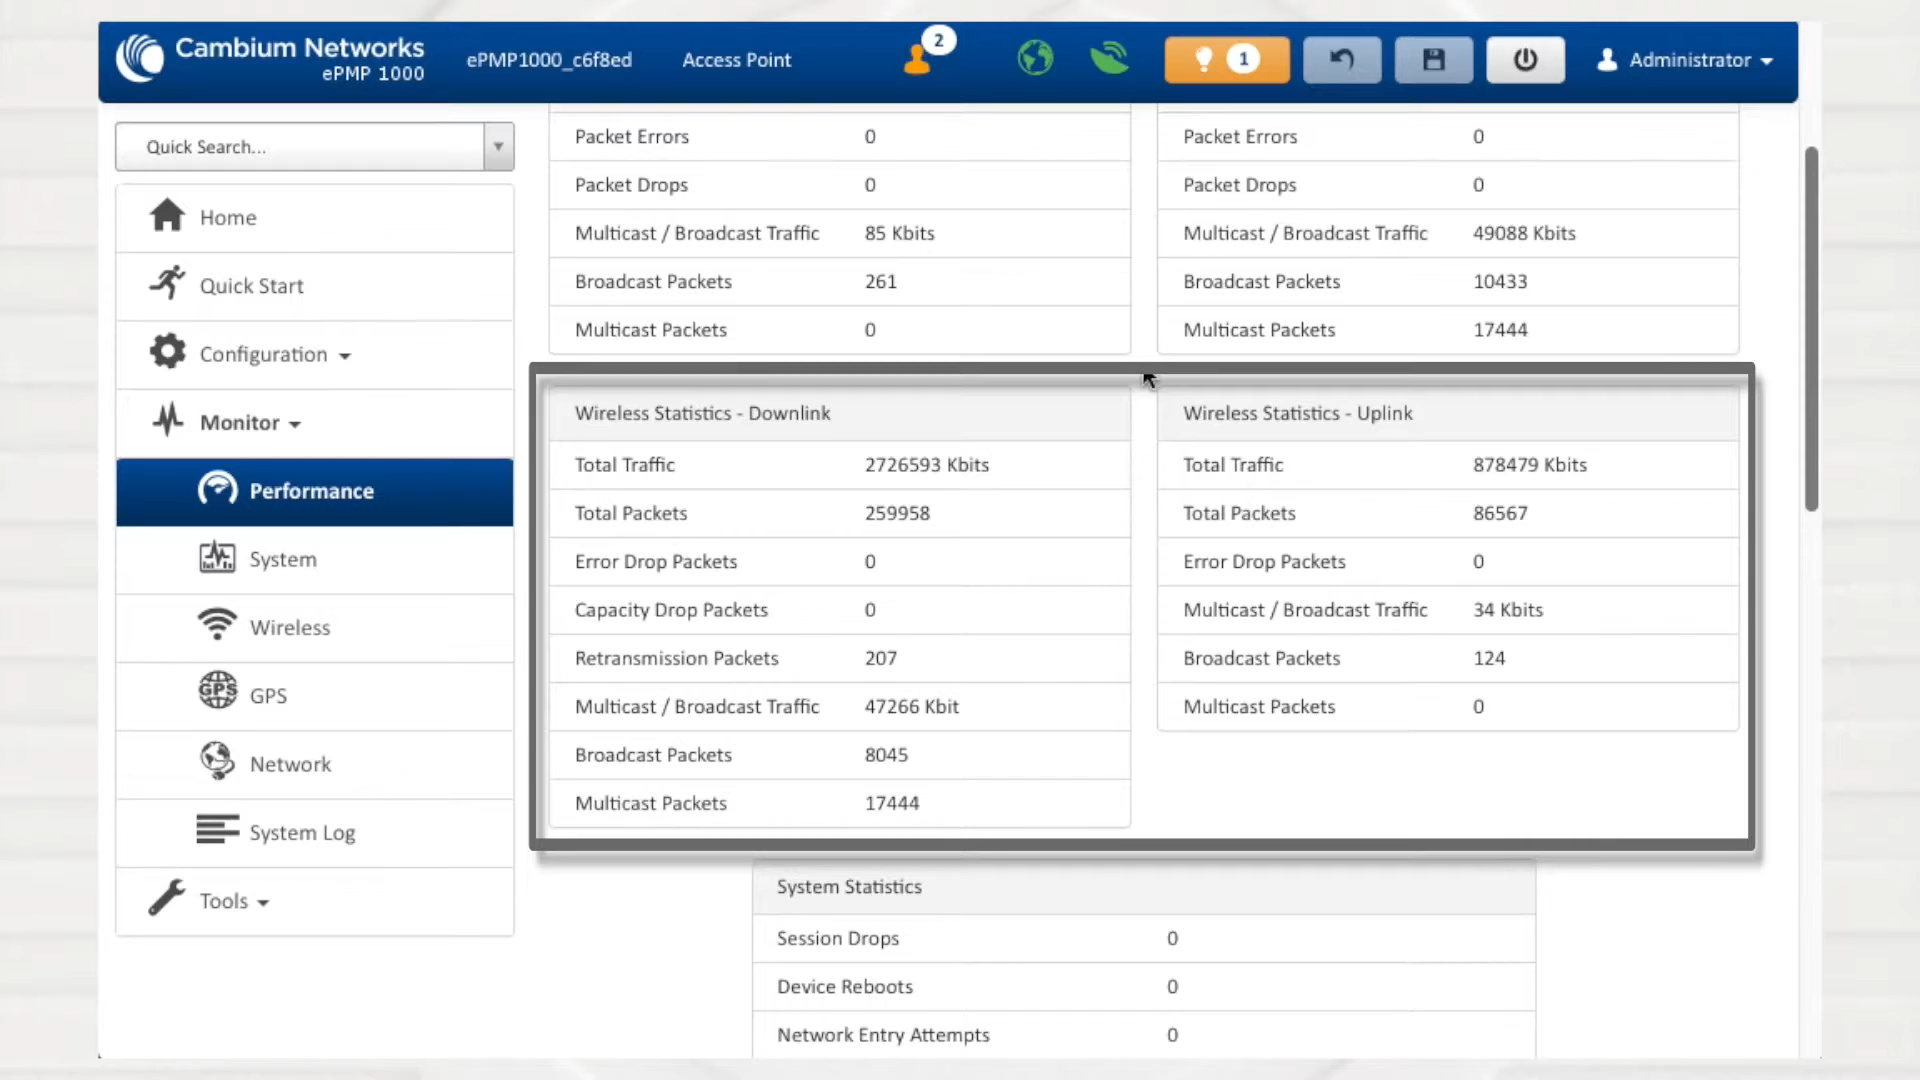 Cambium Networks
ePMP 1000
ePMP1000_c6f8ed
Access Point
2
1
Administrator
Quick Search...
Home
Quick Start
Configuration
Monitor
Performance
System
Wireless
GPS
GPS
Network
System Log
Tools
Packet Errors 0
Packet Drops 0
Multicast / Broadcast Traffic 85 Kbits
Broadcast Packets 261
Multicast Packets 0
Packet Errors 0
Packet Drops 0
Multicast / Broadcast Traffic 49088 Kbits
Broadcast Packets 10433
Multicast Packets 17444
Wireless Statistics - Downlink
Total Traffic 2726593 Kbits
Total Packets 259958
Error Drop Packets 0
Capacity Drop Packets 0
Retransmission Packets 207
Multicast / Broadcast Traffic 47266 Kbit
Broadcast Packets 8045
Multicast Packets 17444
Wireless Statistics - Uplink
Total Traffic 878479 Kbits
Total Packets 86567
Error Drop Packets 0
Multicast / Broadcast Traffic 34 Kbits
Broadcast Packets 124
Multicast Packets 0
System Statistics
Session Drops 0
Device Reboots 0
Network Entry Attempts 0